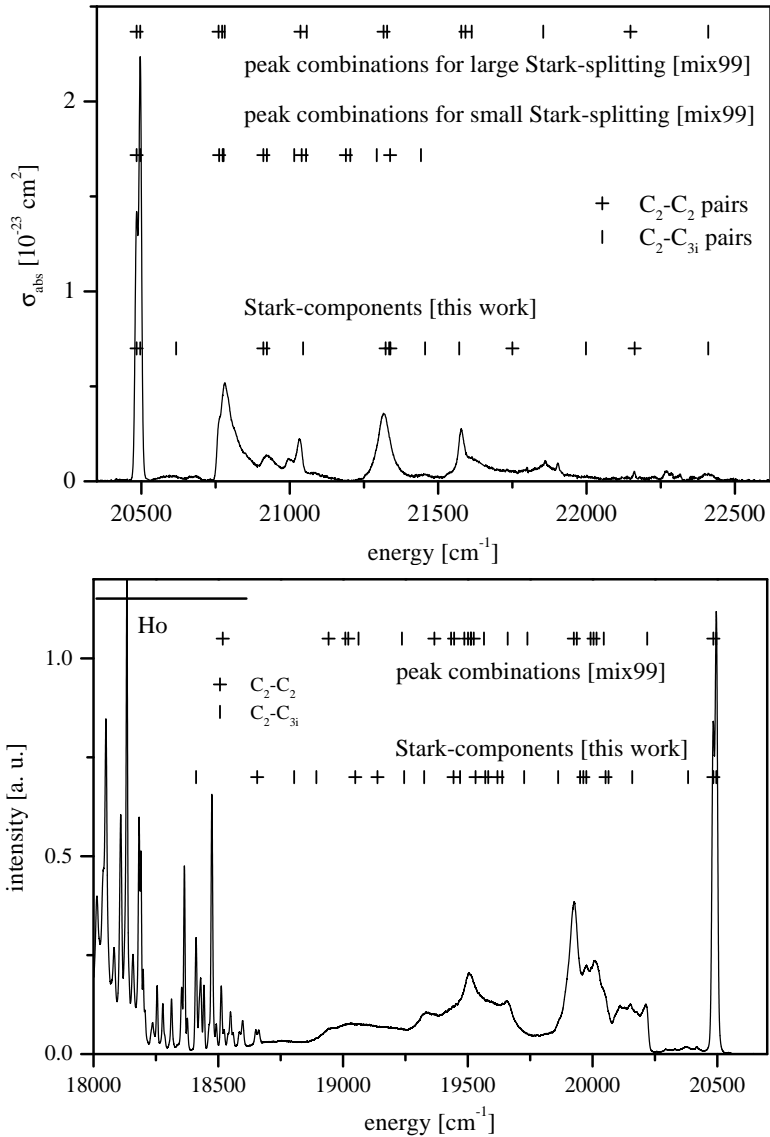 peak combinations for large Stark-splitting [mix99]
peak combinations for small Stark-splitting [mix99]
+ C₂-C₂ pairs
| C₂-C₃ᵢ pairs
Stark-components [this work]
σabs [10⁻²³ cm²]
2
1
0
20500 21000 21500 22000 22500
energy [cm⁻¹]
Ho
peak combinations [mix99]
+ C₂-C₂
| C₂-C₃ᵢ
Stark-components [this work]
intensity [a. u.]
1.0
0.5
0.0
18000 18500 19000 19500 20000 20500
energy [cm⁻¹]